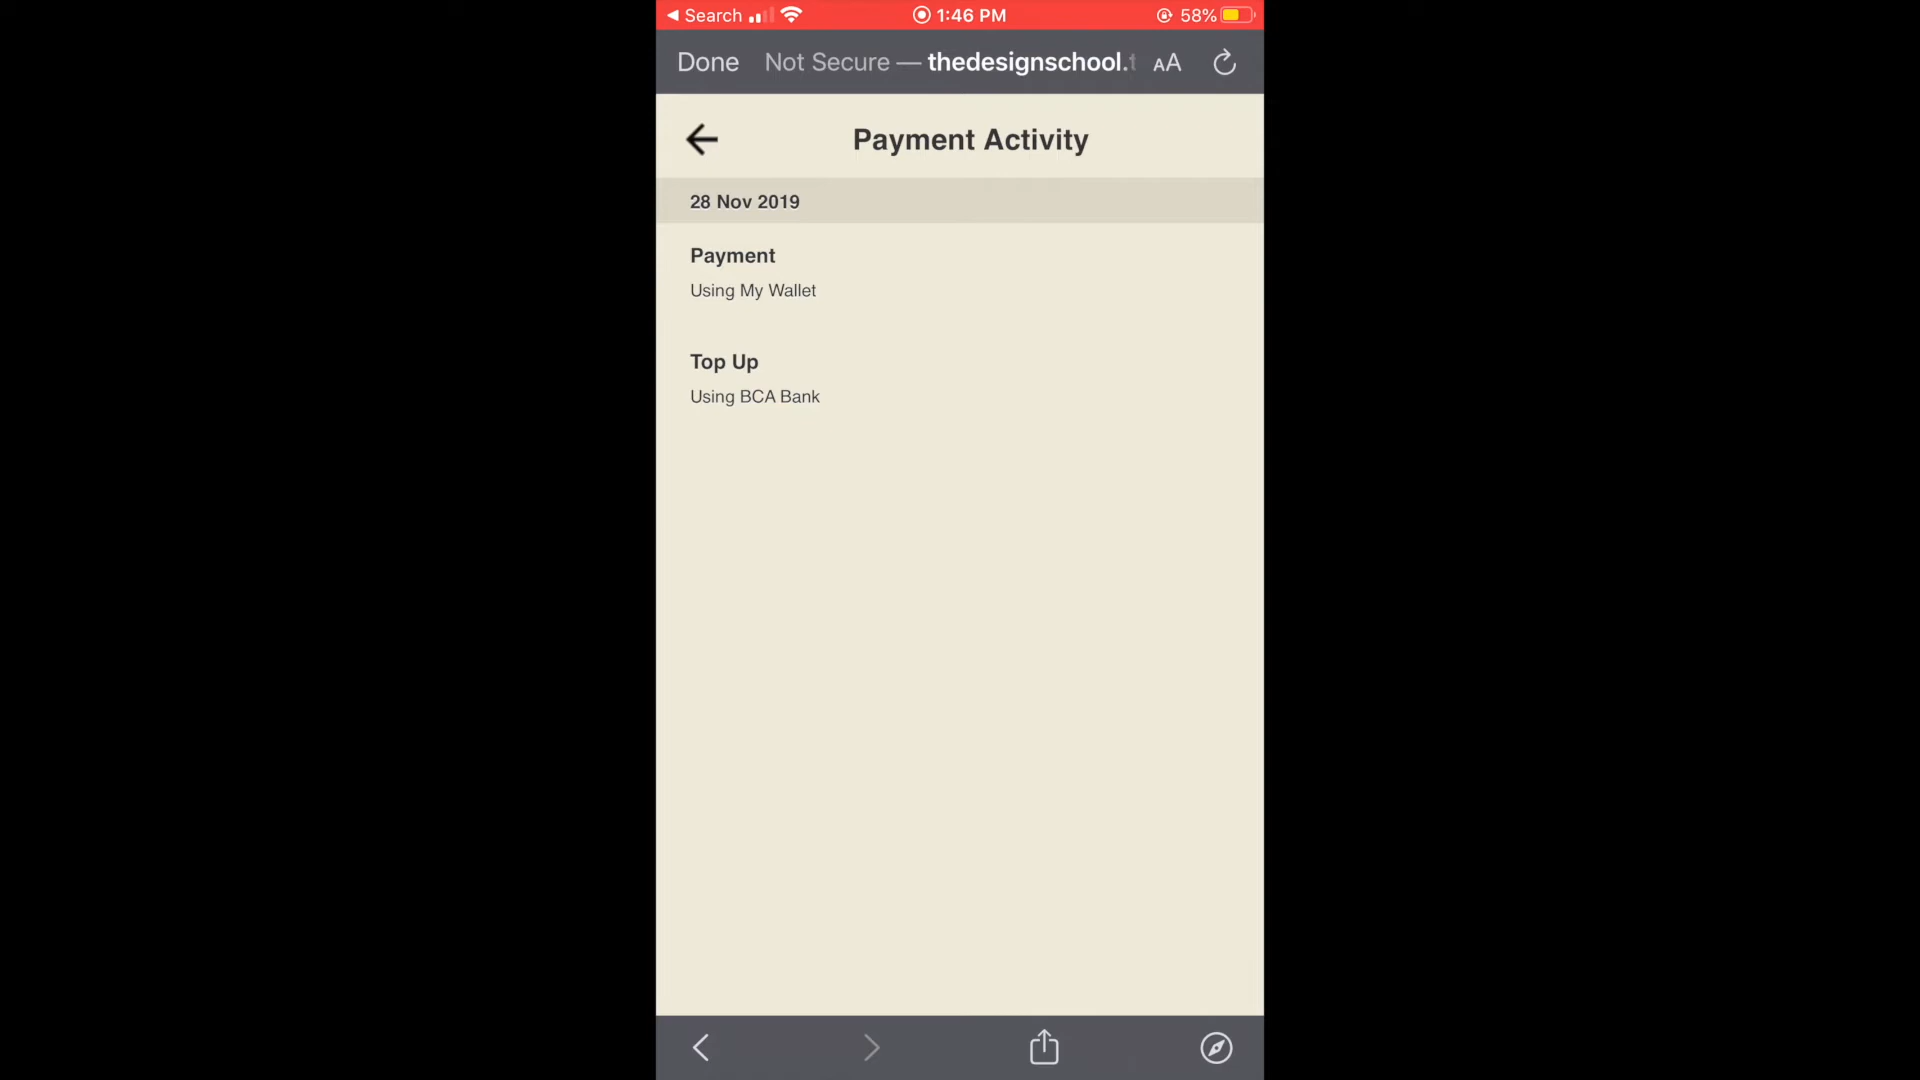 Search 1:46 PM 58%
Done Not Secure — thedesignschool. AA
Payment Activity
28 Nov 2019
Payment
Using My Wallet
Top Up
Using BCA Bank